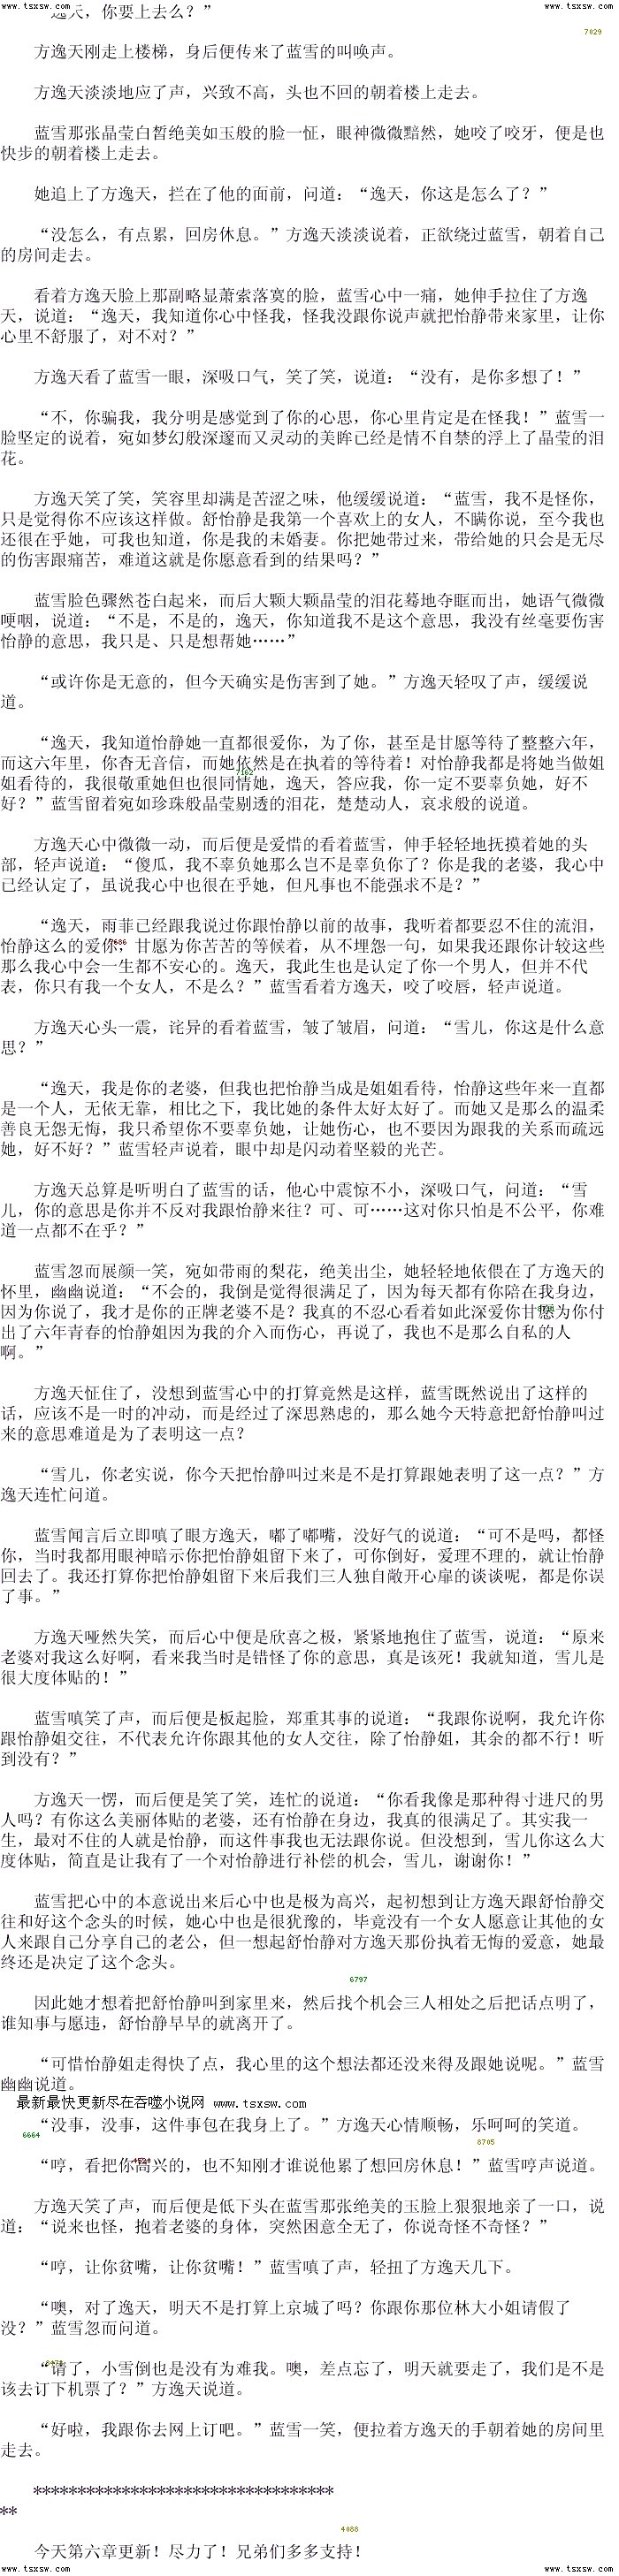 www.tsxsw.com
www.tsxsw.com
逸天，你要上去么？”
7029
方逸天刚走上楼梯，身后便传来了蓝雪的叫唤声。
方逸天淡淡地应了声，兴致不高，头也不回的朝着楼上走去。
蓝雪那张晶莹白皙绝美如玉般的脸一怔，眼神微微黯然，她咬了咬牙，便是也
快步的朝着楼上走去。
她追上了方逸天，拦在了他的面前，问道：“逸天，你这是怎么了？”
“没怎么，有点累，回房休息。”方逸天淡淡说着，正欲绕过蓝雪，朝着自己
的房间走去。
看着方逸天脸上那副略显萧索落寞的脸，蓝雪心中一痛，她伸手拉住了方逸
天，说道：“逸天，我知道你心中怪我，怪我没跟你说声就把怡静带来家里，让你
心里不舒服了，对不对？”
方逸天看了蓝雪一眼，深吸口气，笑了笑，说道：“没有，是你多想了！”
“不，你骗我，我分明是感觉到了你的心思，你心里肯定是在怪我！”蓝雪一
脸坚定的说着，宛如梦幻般深邃而又灵动的美眸已经是情不自禁的浮上了晶莹的泪
花。
方逸天笑了笑，笑容里却满是苦涩之味，他缓缓说道：“蓝雪，我不是怪你，
只是觉得你不应该这样做。舒怡静是我第一个喜欢上的女人，不瞒你说，至今我也
还很在乎她，可我也知道，你是我的未婚妻。你把她带过来，带给她的只会是无尽
的伤害跟痛苦，难道这就是你愿意看到的结果吗？”
蓝雪脸色骤然苍白起来，而后大颗大颗晶莹的泪花蓦地夺眶而出，她语气微微
哽咽，说道：“不是，不是的，逸天，你知道我不是这个意思，我没有丝毫要伤害
怡静的意思，我只是、只是想帮她……”
“或许你是无意的，但今天确实是伤害到了她。”方逸天轻叹了声，缓缓说
道。
“逸天，我知道怡静她一直都很爱你，为了你，甚至是甘愿等待了整整六年，
而这六年里，你杳无音信，而她依然是在执着的等待着！对怡静我都是将她当做姐
7162
姐看待的，我很敬重她但也很同情她，逸天，答应我，你一定不要辜负她，好不
好？”蓝雪留着宛如珍珠般晶莹剔透的泪花，楚楚动人，哀求般的说道。
方逸天心中微微一动，而后便是爱惜的看着蓝雪，伸手轻轻地抚摸着她的头
部，轻声说道：“傻瓜，我不辜负她那么岂不是辜负你了？你是我的老婆，我心中
已经认定了，虽说我心中也很在乎她，但凡事也不能强求不是？”
“逸天，雨菲已经跟我说过你跟怡静以前的故事，我听着都要忍不住的流泪，
怡静这么的爱你，甘愿为你苦苦的等候着，从不埋怨一句，如果我还跟你计较这些
那么我心中会一生都不安心的。逸天，我此生也是认定了你一个男人，但并不代
表，你只有我一个女人，不是么？”蓝雪看着方逸天，咬了咬唇，轻声说道。
方逸天心头一震，诧异的看着蓝雪，皱了皱眉，问道：“雪儿，你这是什么意
思？”
“逸天，我是你的老婆，但我也把怡静当成是姐姐看待，怡静这些年来一直都
是一个人，无依无靠，相比之下，我比她的条件太好太好了。而她又是那么的温柔
善良无怨无悔，我只希望你不要辜负她，让她伤心，也不要因为跟我的关系而疏远
她，好不好？”蓝雪轻声说着，眼中却是闪动着坚毅的光芒。
方逸天总算是听明白了蓝雪的话，他心中震惊不小，深吸口气，问道：“雪
儿，你的意思是你并不反对我跟怡静来往？可、可……这对你只怕是不公平，你难
道一点都不在乎？”
蓝雪忽而展颜一笑，宛如带雨的梨花，绝美出尘，她轻轻地依偎在了方逸天的
怀里，幽幽说道：“不会的，我倒是觉得很满足了，因为每天都有你陪在我身边，
因为你说了，我才是你的正牌老婆不是？我真的不忍心看着如此深爱你甘愿为你付
出了六年青春的怡静姐因为我的介入而伤心，再说了，我也不是那么自私的人
啊。”
方逸天怔住了，没想到蓝雪心中的打算竟然是这样，蓝雪既然说出了这样的
话，应该不是一时的冲动，而是经过了深思熟虑的，那么她今天特意把舒怡静叫过
来的意思难道是为了表明这一点？
“雪儿，你老实说，你今天把怡静叫过来是不是打算跟她表明了这一点？”方
逸天连忙问道。
蓝雪闻言后立即嗔了眼方逸天，嘟了嘟嘴，没好气的说道：“可不是吗，都怪
你，当时我都用眼神暗示你把怡静姐留下来了，可你倒好，爱理不理的，就让怡静
回去了。我还打算你把怡静姐留下来后我们三人独自敞开心扉的谈谈呢，都是你误
了事。”
方逸天哑然失笑，而后心中便是欣喜之极，紧紧地抱住了蓝雪，说道：“原来
老婆对我这么好啊，看来我当时是错怪了你的意思，真是该死！我就知道，雪儿是
很大度体贴的！”
蓝雪嗔笑了声，而后便是板起脸，郑重其事的说道：“我跟你说啊，我允许你
跟怡静姐交往，不代表允许你跟其他的女人交往，除了怡静姐，其余的都不行！听
到没有？”
方逸天一愣，而后便是笑了笑，连忙的说道：“你看我像是那种得寸进尺的男
人吗？有你这么美丽体贴的老婆，还有怡静在身边，我真的很满足了。其实我一
生，最对不住的人就是怡静，而这件事我也无法跟你说。但没想到，雪儿你这么大
度体贴，简直是让我有了一个对怡静进行补偿的机会，雪儿，谢谢你！”
蓝雪把心中的本意说出来后心中也是极为高兴，起初想到让方逸天跟舒怡静交
往和好这个念头的时候，她心中也是很犹豫的，毕竟没有一个女人愿意让其他的女
人来跟自己分享自己的老公，但一想起舒怡静对方逸天那份执着无悔的爱意，她最
终还是决定了这个念头。
6797
因此她才想着把舒怡静叫到家里来，然后找个机会三人相处之后把话点明了，
谁知事与愿违，舒怡静早早的就离开了。
“可惜怡静姐走得快了点，我心里的这个想法都还没来得及跟她说呢。”蓝雪
幽幽说道。
最新最快更新尽在吞噬小说网 www.tsxsw.com
“没事，没事，这件事包在我身上了。”方逸天心情顺畅，乐呵呵的笑道。
6664
8705
“哼，看把你高兴的，也不知刚才谁说他累了想回房休息！”蓝雪哼声说道。
方逸天笑了声，而后便是低下头在蓝雪那张绝美的玉脸上狠狠地亲了一口，说
道：“说来也怪，抱着老婆的身体，突然困意全无了，你说奇怪不奇怪？”
“哼，让你贫嘴，让你贫嘴！”蓝雪嗔了声，轻扭了方逸天几下。
“噢，对了逸天，明天不是打算上京城了吗？你跟你那位林大小姐请假了
没？”蓝雪忽而问道。
“请了，小雪倒也是没有为难我。噢，差点忘了，明天就要走了，我们是不是
该去订下机票了？”方逸天说道。
“好啦，我跟你去网上订吧。”蓝雪一笑，便拉着方逸天的手朝着她的房间里
走去。
**********************************
**
4088
今天第六章更新！尽力了！兄弟们多多支持！
www.tsxsw.com
www.tsxsw.com